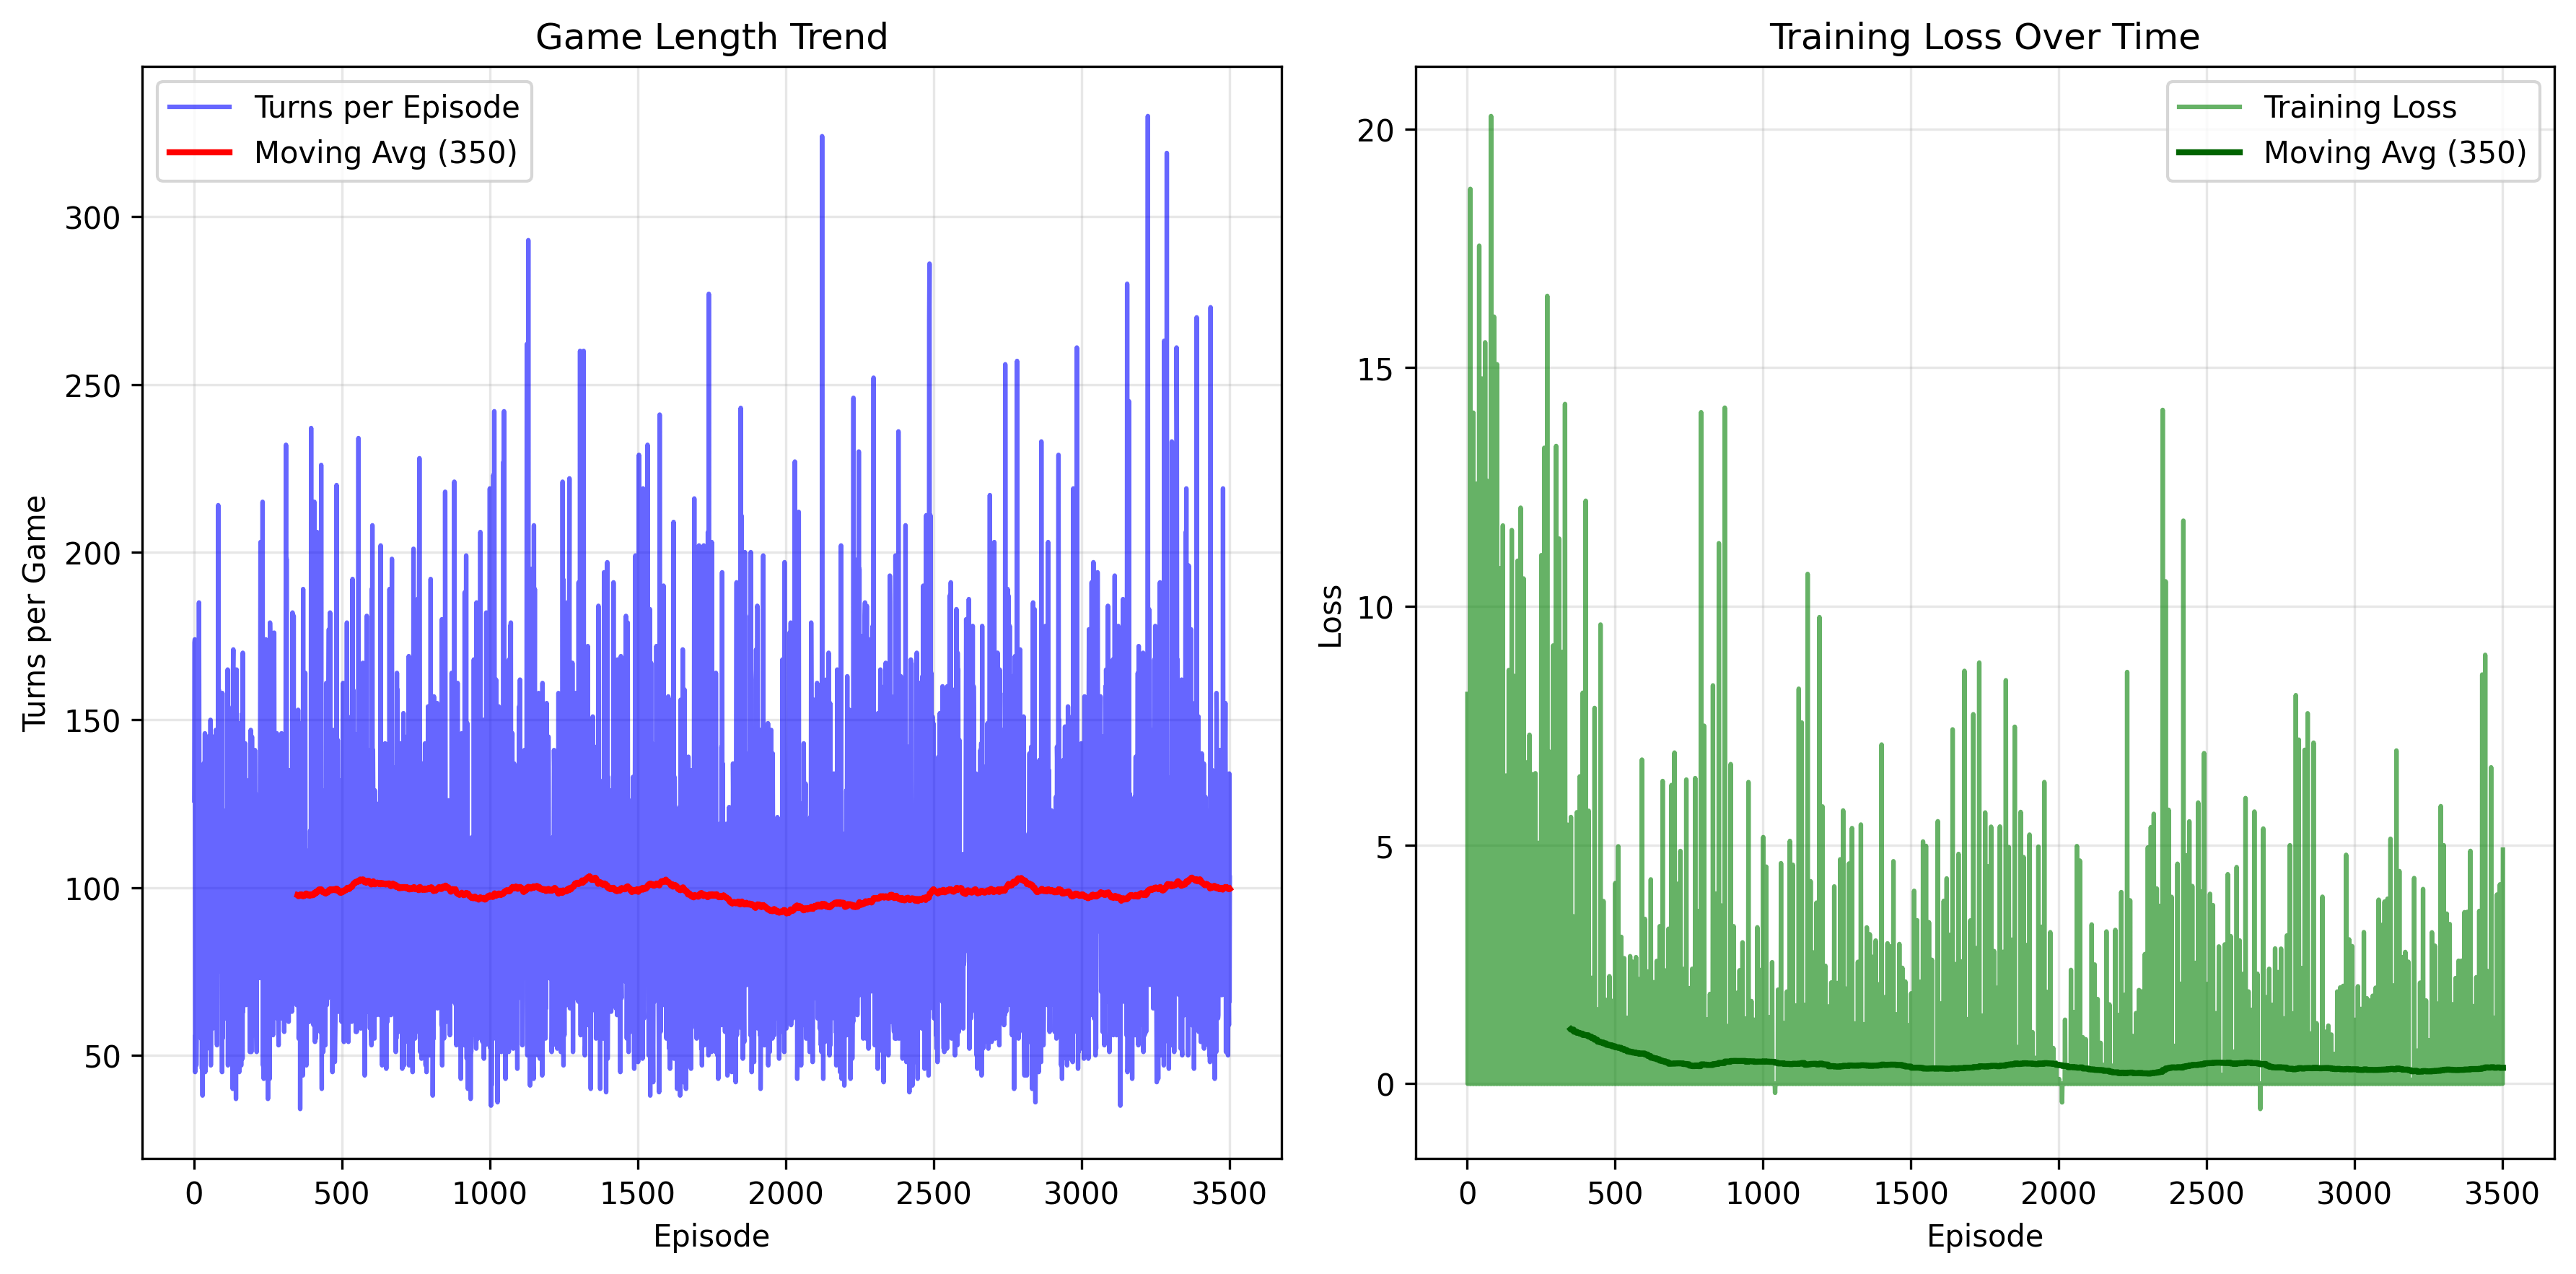 Game Length Trend
Turns per Episode
Moving Avg (350)
Turns per Game
300
250
200
150
100
50
0
500
1000
1500
2000
2500
3000
3500
Episode
Training Loss Over Time
Training Loss
Moving Avg (350)
Loss
20
15
10
5
0
0
500
1000
1500
2000
2500
3000
3500
Episode